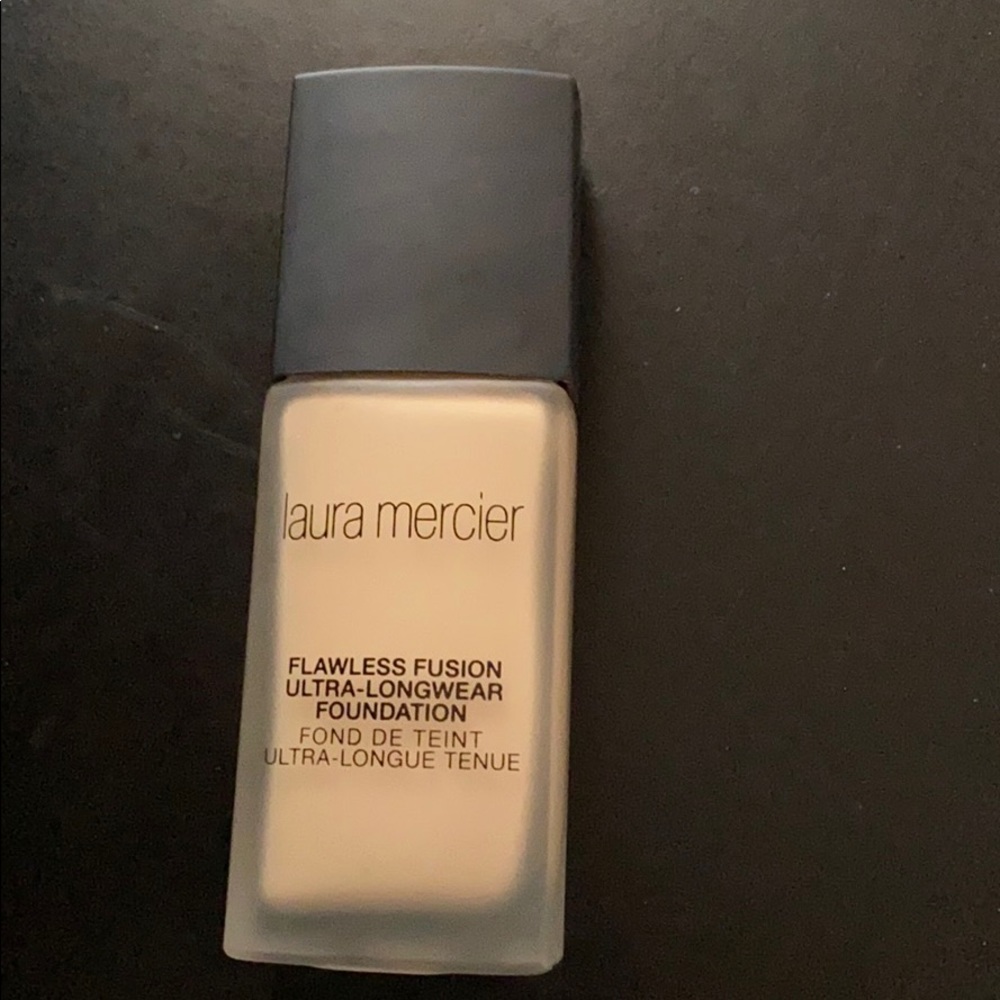 laura mercier
FLAWLESS FUSION
ULTRA-LONGWEAR
FOUNDATION
FOND DE TEINT
ULTRA-LONGUE TENUE